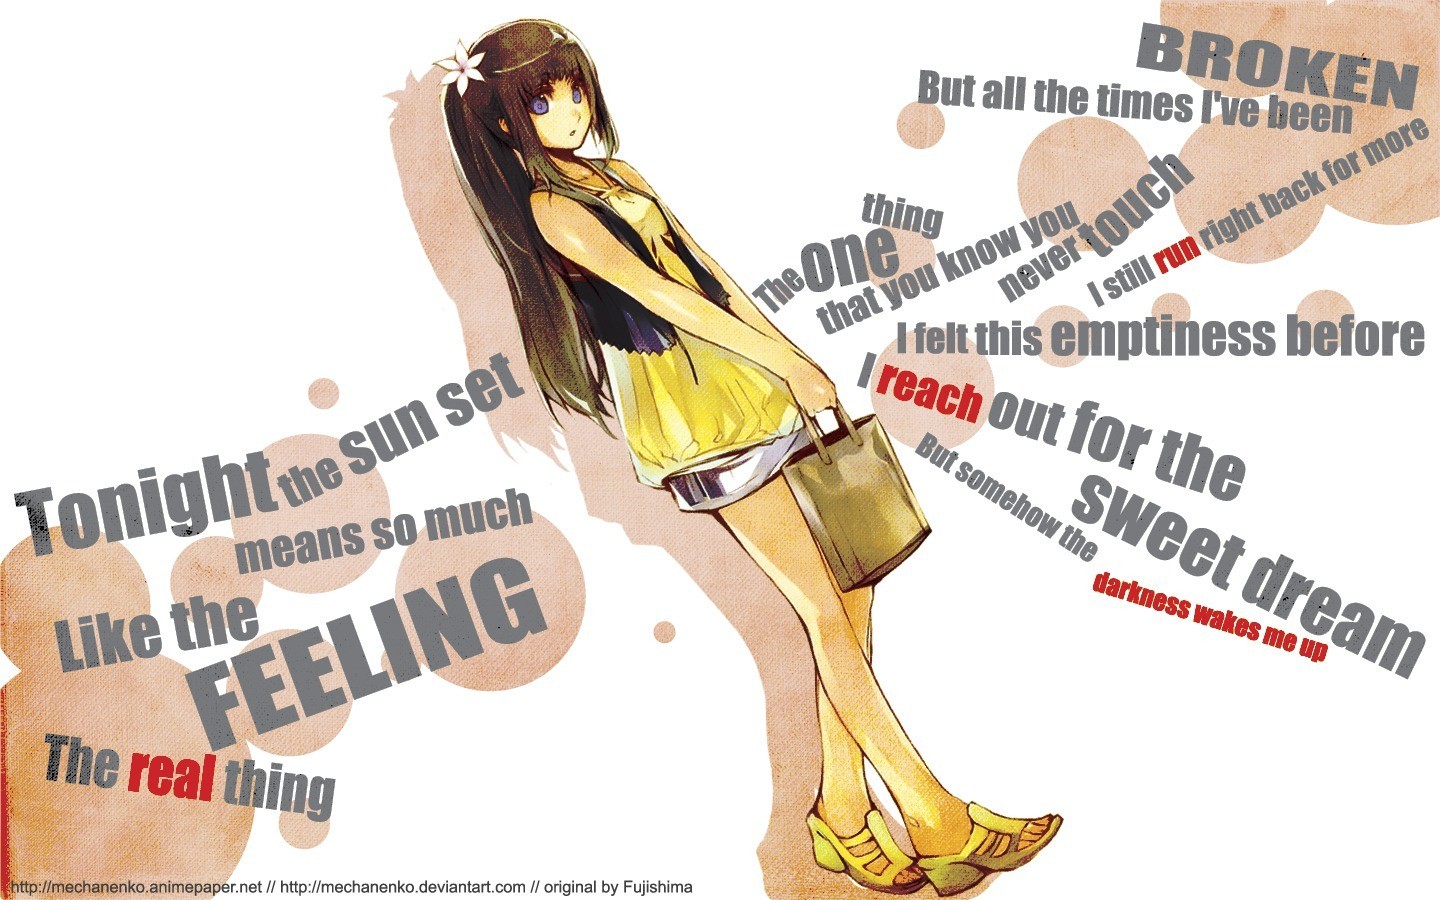 Tonight the sun set
means so much
Like the
FEELING
The real thing
The one thing
that you know you
never touch
BROKEN
But all the times I've been
I still run right back for more
I felt this emptiness before
I reach out for the
sweet dream
But somehow the
darkness wakes me up
http://mechanenko.animepaper.net // http://mechanenko.deviantart.com // original by Fujishima